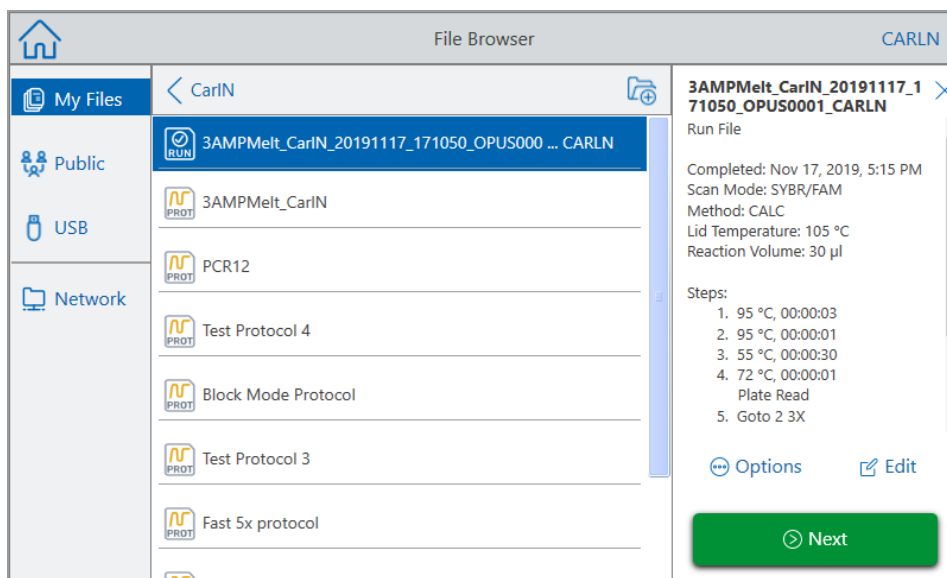 File Browser
CARLN
My Files
Public
USB
Network
CarIN
RUN
3AMPMelt_CarIN_20191117_171050_OPUS000 ... CARLN
PROT
3AMPMelt_CarIN
PROT
PCR12
PROT
Test Protocol 4
PROT
Block Mode Protocol
PROT
Test Protocol 3
PROT
Fast 5x protocol
3AMPMelt_CarIN_20191117_1
71050_OPUS0001_CARLN
Run File
Completed: Nov 17, 2019, 5:15 PM
Scan Mode: SYBR/FAM
Method: CALC
Lid Temperature: 105 °C
Reaction Volume: 30 µl
Steps:
1. 95 °C, 00:00:03
2. 95 °C, 00:00:01
3. 55 °C, 00:00:30
4. 72 °C, 00:00:01
Plate Read
5. Goto 2 3X
Options
Edit
Next